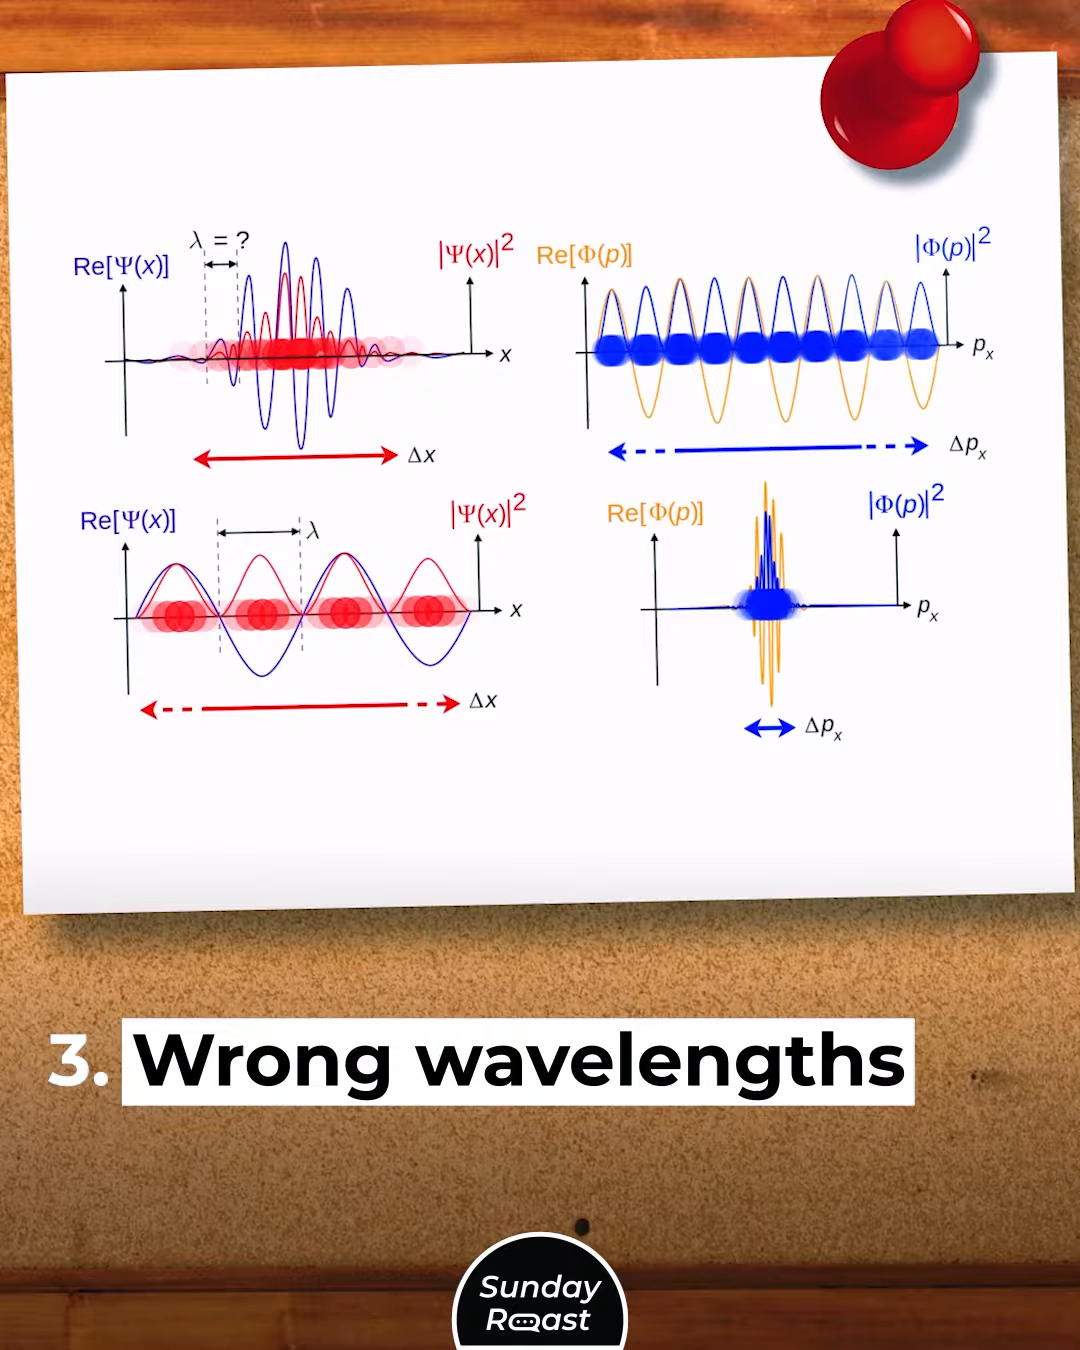 λ = ?
Re[Ψ(x)]
|Ψ(x)|²
x
Δx
Re[Φ(p)]
|Φ(p)|²
pₓ
Δpₓ
Re[Ψ(x)]
λ
|Ψ(x)|²
x
Δx
Re[Φ(p)]
|Φ(p)|²
pₓ
Δpₓ
3. Wrong wavelengths
Sunday
Roast